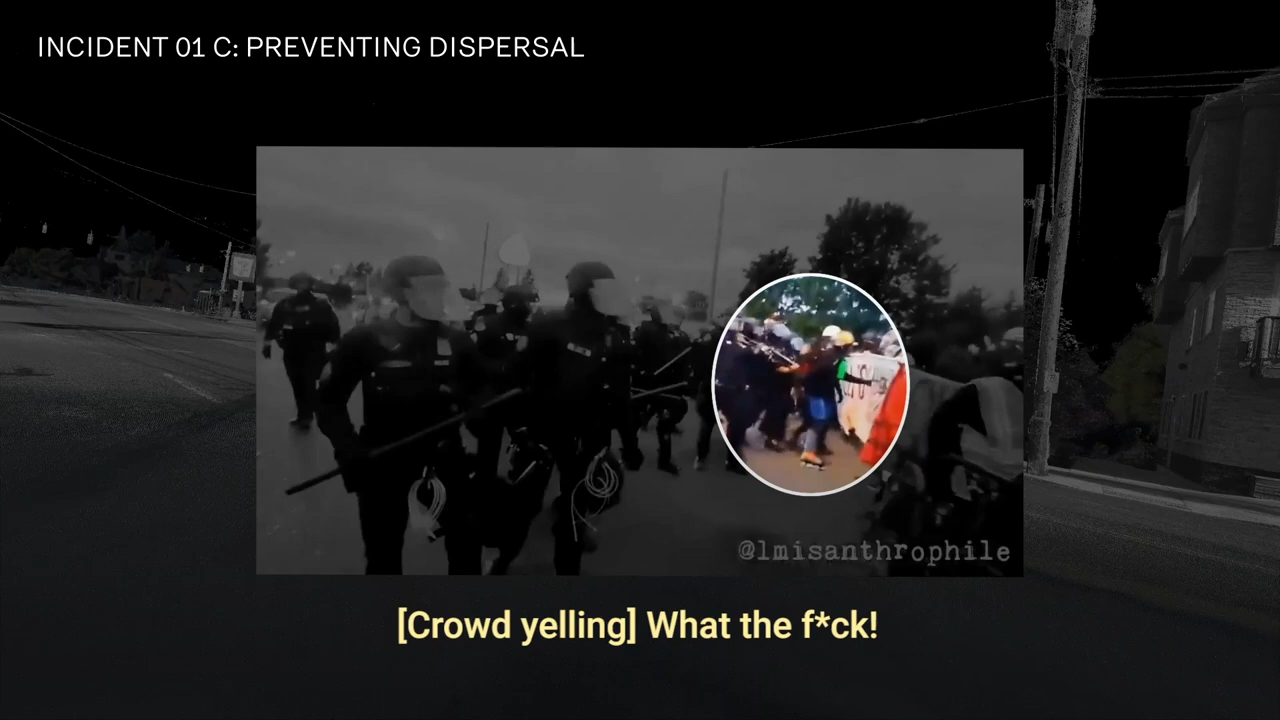 INCIDENT 01 C: PREVENTING DISPERSAL
@lmisanthrophile
[Crowd yelling] What the f*ck!